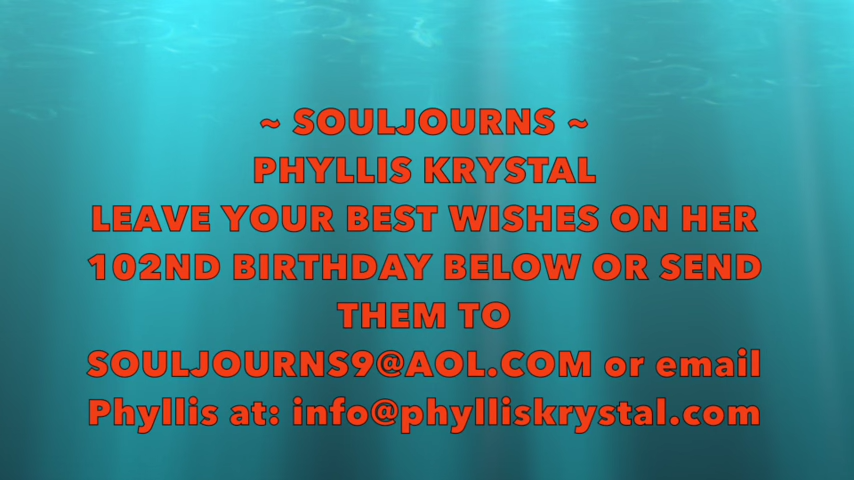 ~ SOULJOURNS ~
PHYLLIS KRYSTAL
LEAVE YOUR BEST WISHES ON HER
102ND BIRTHDAY BELOW OR SEND
THEM TO
SOULJOURNS9@AOL.COM or email
Phyllis at: info@phylliskrystal.com